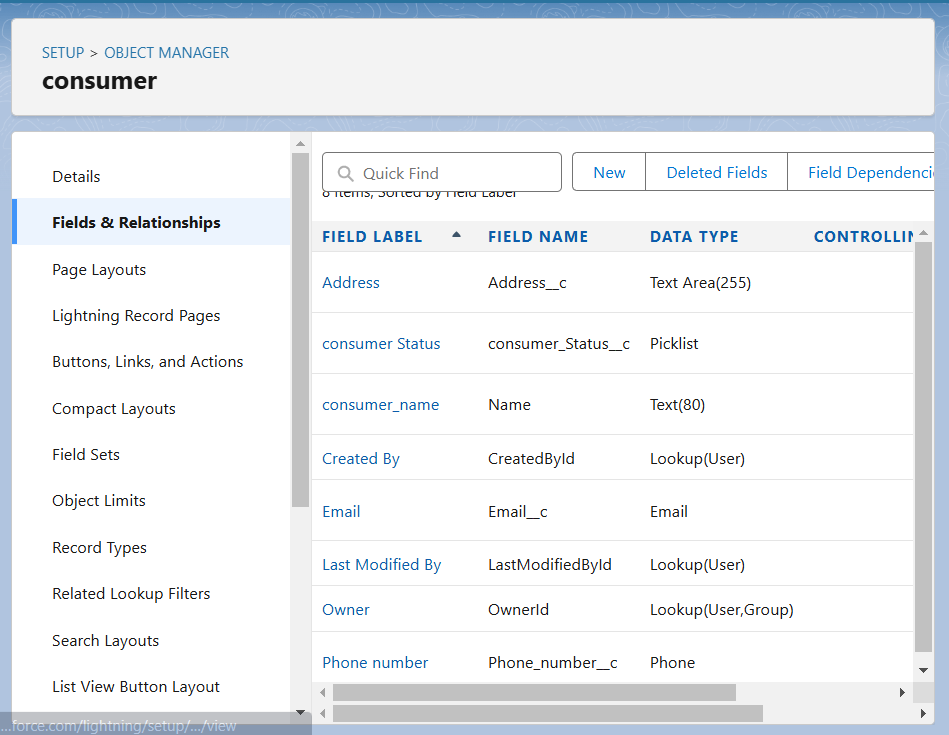 SETUP > OBJECT MANAGER
consumer
Details
Fields & Relationships
Page Layouts
Lightning Record Pages
Buttons, Links, and Actions
Compact Layouts
Field Sets
Object Limits
Record Types
Related Lookup Filters
Search Layouts
List View Button Layout
Quick Find
New
Deleted Fields
Field Dependenci
8 Items, Sorted by Field Label
FIELD LABEL FIELD NAME DATA TYPE CONTROLLIN
Address Address__c Text Area(255)
consumer Status consumer_Status__c Picklist
consumer_name Name Text(80)
Created By CreatedById Lookup(User)
Email Email__c Email
Last Modified By LastModifiedById Lookup(User)
Owner OwnerId Lookup(User,Group)
Phone number Phone_number__c Phone
...force.com/lightning/setup/.../view